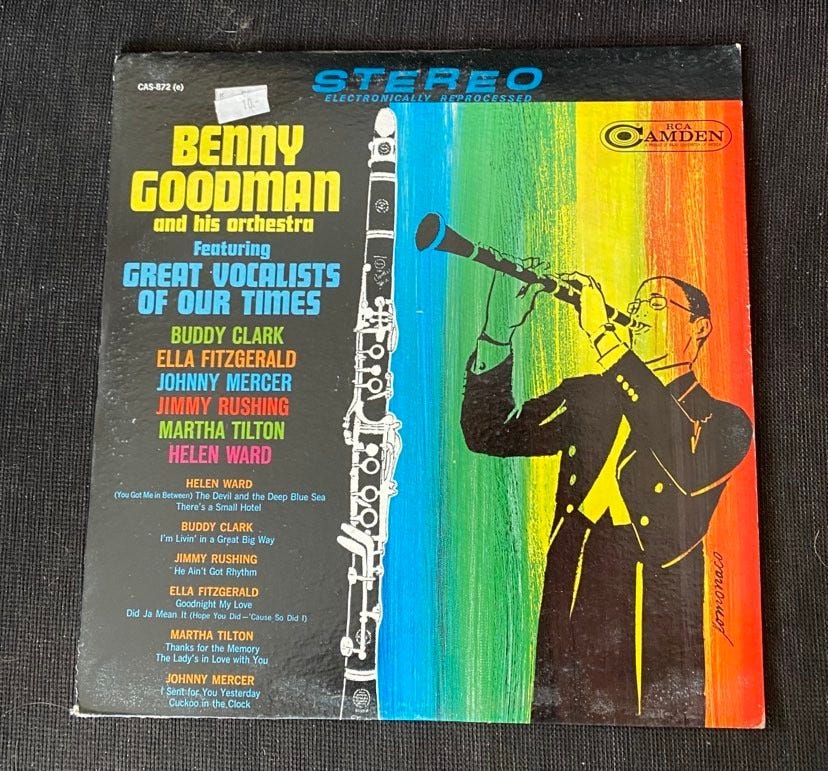 STEREO
ELECTRONICALLY REPROCESSED
CAS-872 (e)
10.-
RCA
CAMDEN
BENNY
GOODMAN
and his orchestra
Featuring
GREAT VOCALISTS
OF OUR TIMES
BUDDY CLARK
ELLA FITZGERALD
JOHNNY MERCER
JIMMY RUSHING
MARTHA TILTON
HELEN WARD
HELEN WARD
(You Got Me in Between) The Devil and the Deep Blue Sea
There's a Small Hotel
BUDDY CLARK
I'm Livin' in a Great Big Way
JIMMY RUSHING
He Ain't Got Rhythm
ELLA FITZGERALD
Goodnight My Love
Did Ja Mean It (Hope You Did—'Cause So Did I)
MARTHA TILTON
Thanks for the Memory
The Lady's in Love with You
JOHNNY MERCER
I Sent for You Yesterday
Cuckoo in the Clock
lomonaco